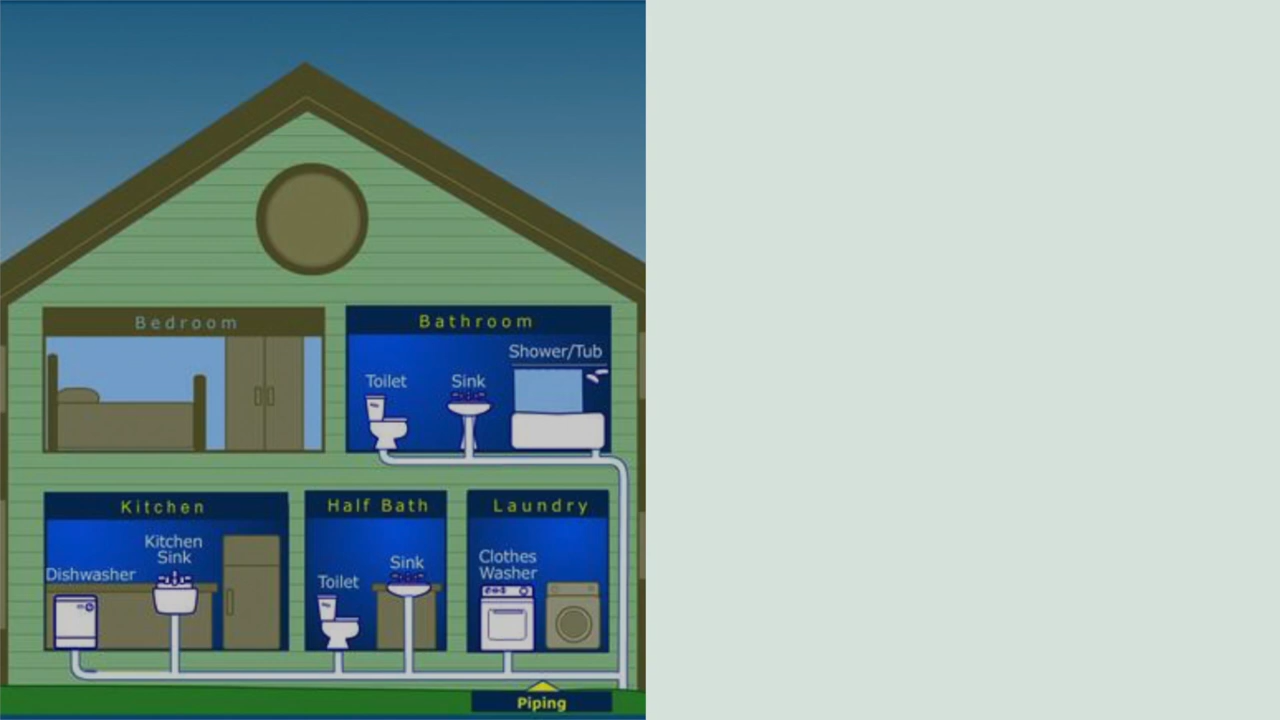 Bedroom
Bathroom
Toilet
Sink
Shower/Tub
Kitchen
Dishwasher
Kitchen
Sink
Half Bath
Toilet
Sink
Laundry
Clothes
Washer
Piping